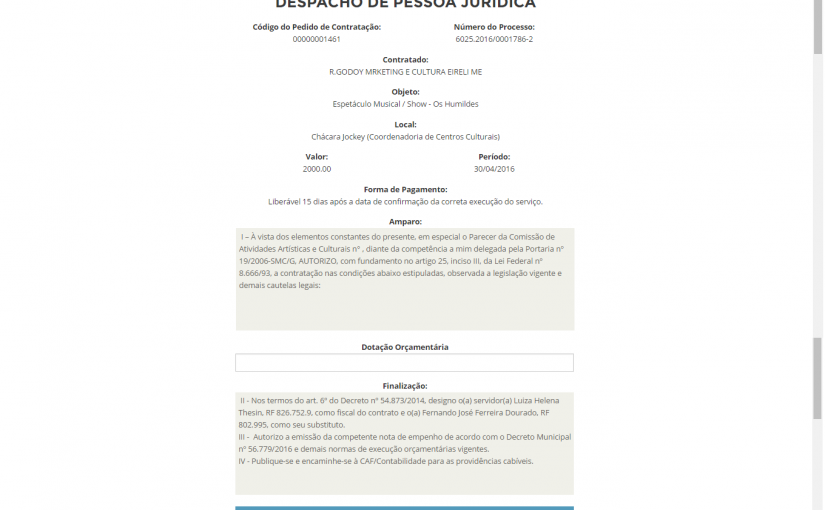 DESPACHO DE PESSOA JURÍDICA
Código do Pedido de Contratação:
00000001461
Número do Processo:
6025.2016/0001786-2
Contratado:
R.GODOY MRKETING E CULTURA EIRELI ME
Objeto:
Espetáculo Musical / Show - Os Humildes
Local:
Chácara Jockey (Coordenadoria de Centros Culturais)
Valor:
2000.00
Período:
30/04/2016
Forma de Pagamento:
Liberável 15 dias após a data de confirmação da correta execução do serviço.
Amparo:
I – À vista dos elementos constantes do presente, em especial o Parecer da Comissão de
Atividades Artísticas e Culturais nº , diante da competência a mim delegada pela Portaria nº
19/2006-SMC/G, AUTORIZO, com fundamento no artigo 25, inciso III, da Lei Federal nº
8.666/93, a contratação nas condições abaixo estipuladas, observada a legislação vigente e
demais cautelas legais:
Dotação Orçamentária
Finalização:
II - Nos termos do art. 6º do Decreto nº 54.873/2014, designo o(a) servidor(a) Luiza Helena
Thesin, RF 826.752.9, como fiscal do contrato e o(a) Fernando José Ferreira Dourado, RF
802.995, como seu substituto.
III - Autorizo a emissão da competente nota de empenho de acordo com o Decreto Municipal
nº 56.779/2016 e demais normas de execução orçamentárias vigentes.
IV - Publique-se e encaminhe-se à CAF/Contabilidade para as providências cabíveis.